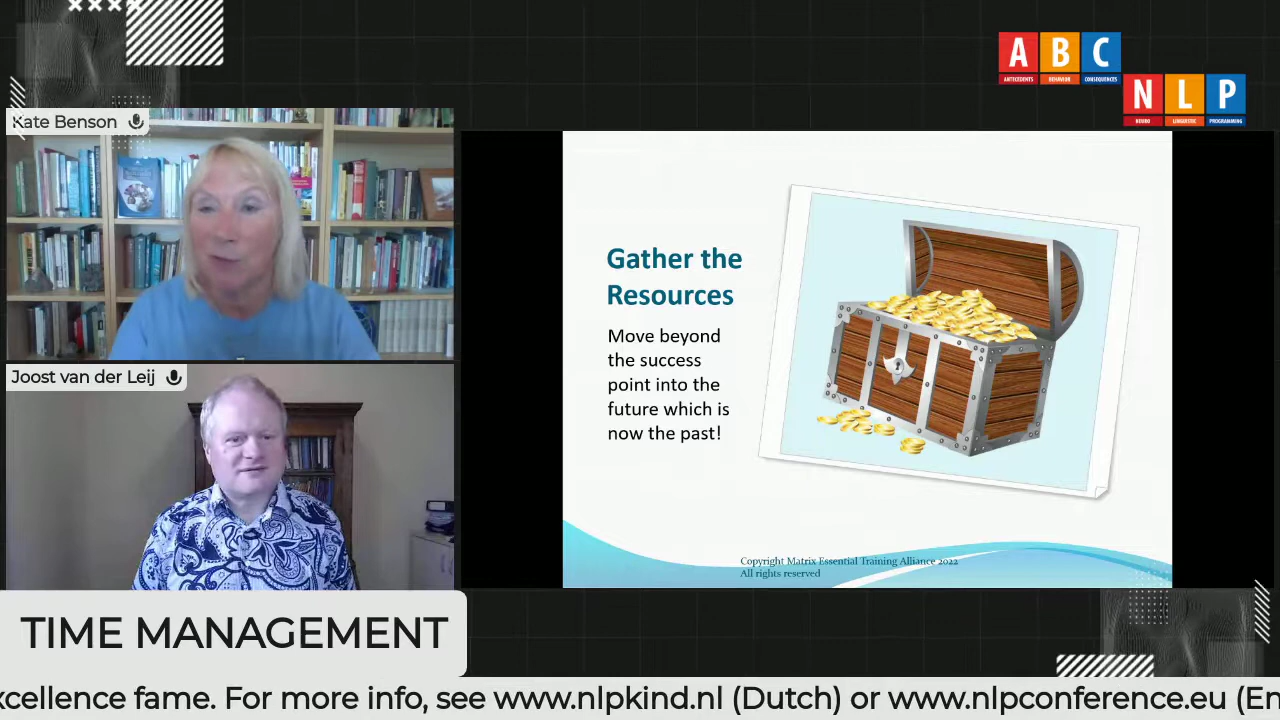 A B C
ANTECEDENTS BEHAVIOR CONSEQUENCES
N L P
NEURO LINGUISTIC PROGRAMMING
Kate Benson
Joost van der Leij
Gather the
Resources
Move beyond
the success
point into the
future which is
now the past!
Copyright Matrix Essential Training Alliance 2022
All rights reserved
TIME MANAGEMENT
xcellence fame. For more info, see www.nlpkind.nl (Dutch) or www.nlpconference.eu (En